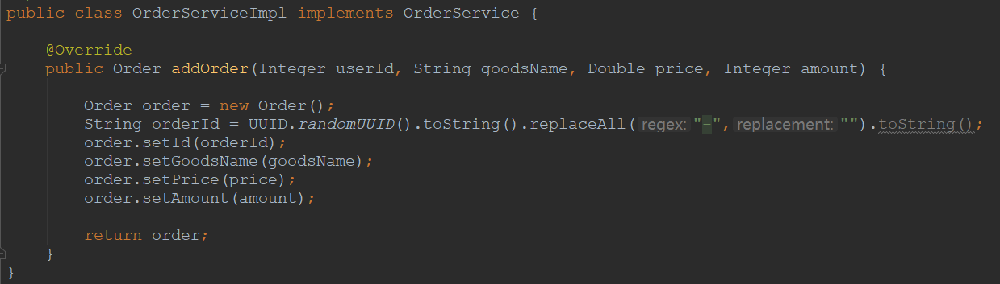 public class OrderServiceImpl implements OrderService {
@Override
public Order addOrder(Integer userId, String goodsName, Double price, Integer amount) {
Order order = new Order();
String orderId = UUID.randomUUID().toString().replaceAll( regex: "-", replacement: "").toString();
order.setId(orderId);
order.setGoodsName(goodsName);
order.setPrice(price);
order.setAmount(amount);
return order;
}
}